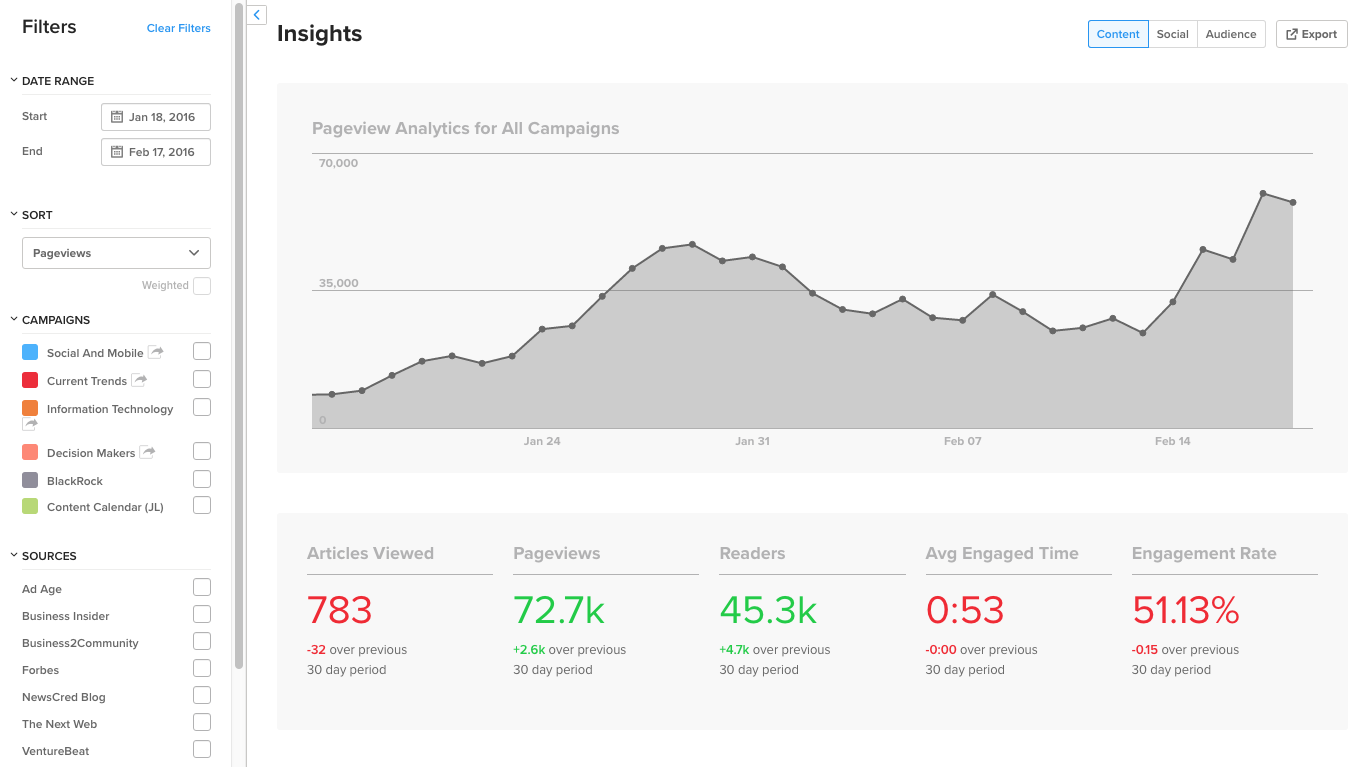 Filters
Clear Filters
DATE RANGE
Start
Jan 18, 2016
End
Feb 17, 2016
SORT
Pageviews
Weighted
CAMPAIGNS
Social And Mobile
Current Trends
Information Technology
Decision Makers
BlackRock
Content Calendar (JL)
SOURCES
Ad Age
Business Insider
Business2Community
Forbes
NewsCred Blog
The Next Web
VentureBeat
Insights
Content Social Audience
Export
Pageview Analytics for All Campaigns
70,000
35,000
0
Jan 24 Jan 31 Feb 07 Feb 14
Articles Viewed
783
-32 over previous
30 day period
Pageviews
72.7k
+2.6k over previous
30 day period
Readers
45.3k
+4.7k over previous
30 day period
Avg Engaged Time
0:53
-0:00 over previous
30 day period
Engagement Rate
51.13%
-0.15 over previous
30 day period